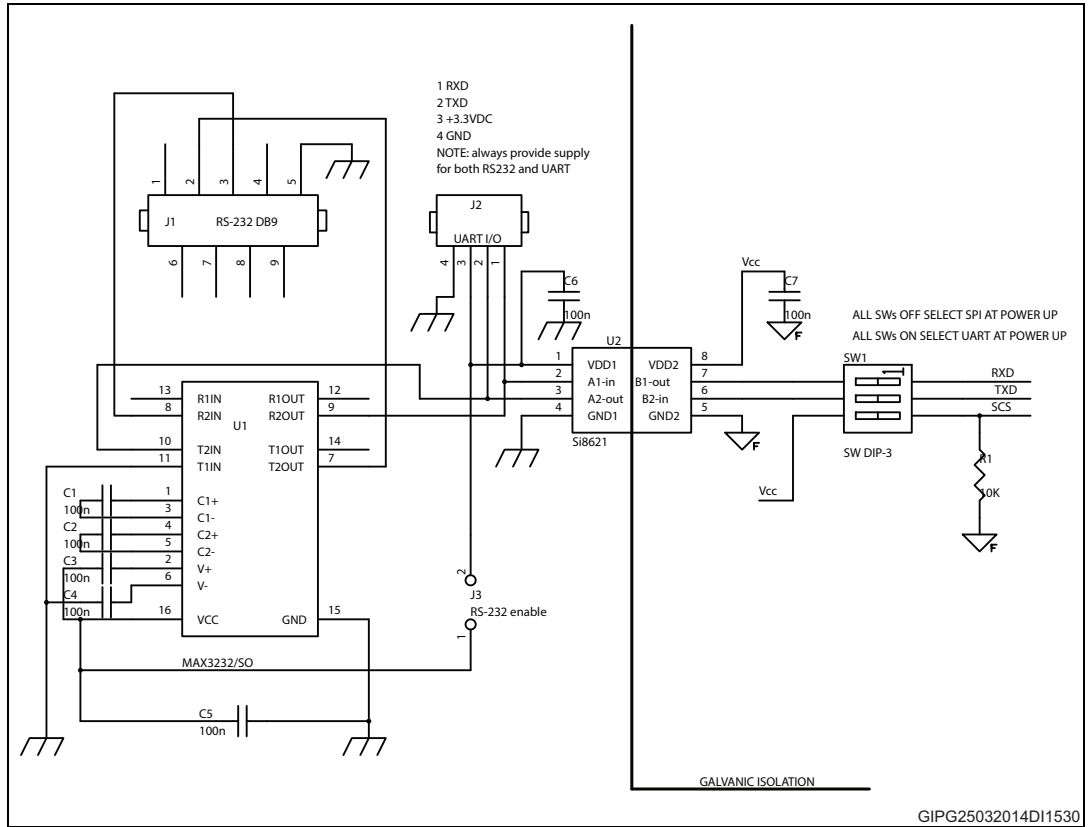 1 RXD
2 TXD
3 +3.3VDC
4 GND
NOTE: always provide supply
for both RS232 and UART
1
2
3
4
5
J1
RS-232 DB9
6
7
8
9
J2
UART I/O
4
3
2
1
C6
100n
Vcc
C7
100n
ALL SWs OFF SELECT SPI AT POWER UP
ALL SWs ON SELECT UART AT POWER UP
U2
1 VDD1 VDD2 8
2 A1-in B1-out 7
3 A2-out B2-in 6
4 GND1 GND2 5
Si8621
F
F
SW1
1
RXD
TXD
SCS
SW DIP-3
Vcc
R1
10K
F
U1
13 R1IN R1OUT 12
8 R2IN R2OUT 9
10 T2IN T1OUT 14
11 T1IN T2OUT 7
1 C1+
3 C1-
4 C2+
5 C2-
2 V+
6 V-
16 VCC GND 15
C1
100n
C2
100n
C3
100n
C4
100n
MAX3232/SO
C5
100n
2
J3
RS-232 enable
1
GALVANIC ISOLATION
GIPG25032014DI1530